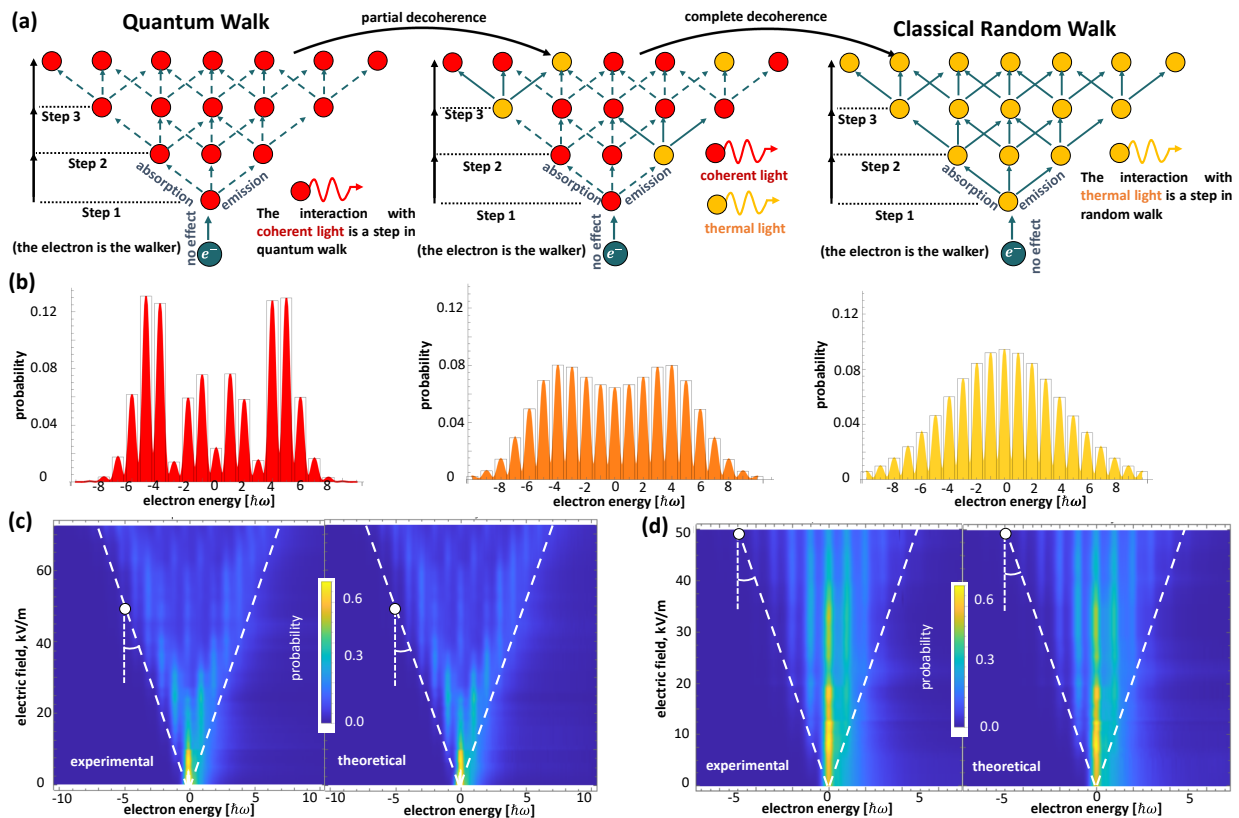 (a)
Quantum Walk
partial decoherence
complete decoherence
Classical Random Walk
Step 3
Step 2
Step 1
absorption
emission
no effect
The interaction with
coherent light is a step in
quantum walk
(the electron is the walker)
e−
Step 3
Step 2
Step 1
absorption
emission
no effect
coherent light
thermal light
(the electron is the walker)
e−
Step 3
Step 2
Step 1
absorption
emission
no effect
The interaction with
thermal light is a step in
random walk
(the electron is the walker)
e−
(b)
probability
0.12
0.08
0.04
0
-8 -6 -4 -2 0 2 4 6 8
electron energy [ℏω]
probability
0.12
0.08
0.04
0
-8 -6 -4 -2 0 2 4 6 8
electron energy [ℏω]
probability
0.12
0.08
0.04
0
-8 -6 -4 -2 0 2 4 6 8
electron energy [ℏω]
(c)
-10 -5 0 5 10
-10 -5 0 5 10
electric field, kV/m
60
40
20
0
probability
0.6
0.3
0.0
experimental
theoretical
-10 -5 0 5 10
-10 -5 0 5 10
electron energy [ℏω]
electron energy [ℏω]
(d)
electric field, kV/m
50
40
30
20
10
0
probability
0.6
0.3
0.0
experimental
theoretical
-5 0 5
-5 0 5
electron energy [ℏω]
electron energy [ℏω]